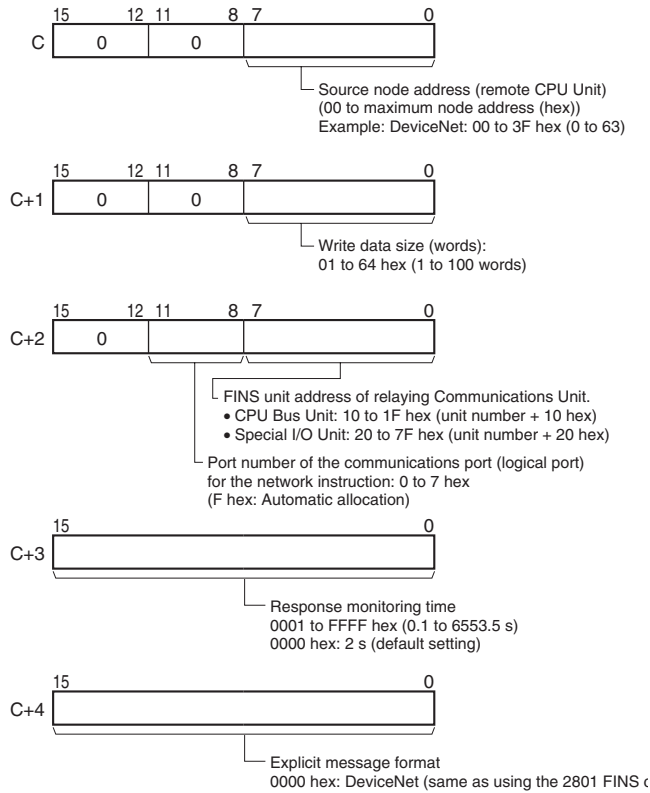 15 12 11 8 7 0
C 0 0
Source node address (remote CPU Unit)
(00 to maximum node address (hex))
Example: DeviceNet: 00 to 3F hex (0 to 63)
15 12 11 8 7 0
C+1 0 0
Write data size (words):
01 to 64 hex (1 to 100 words)
15 12 11 8 7 0
C+2 0
FINS unit address of relaying Communications Unit.
• CPU Bus Unit: 10 to 1F hex (unit number + 10 hex)
• Special I/O Unit: 20 to 7F hex (unit number + 20 hex)
Port number of the communications port (logical port)
for the network instruction: 0 to 7 hex
(F hex: Automatic allocation)
15 0
C+3
Response monitoring time
0001 to FFFF hex (0.1 to 6553.5 s)
0000 hex: 2 s (default setting)
15 0
C+4
Explicit message format
0000 hex: DeviceNet (same as using the 2801 FINS